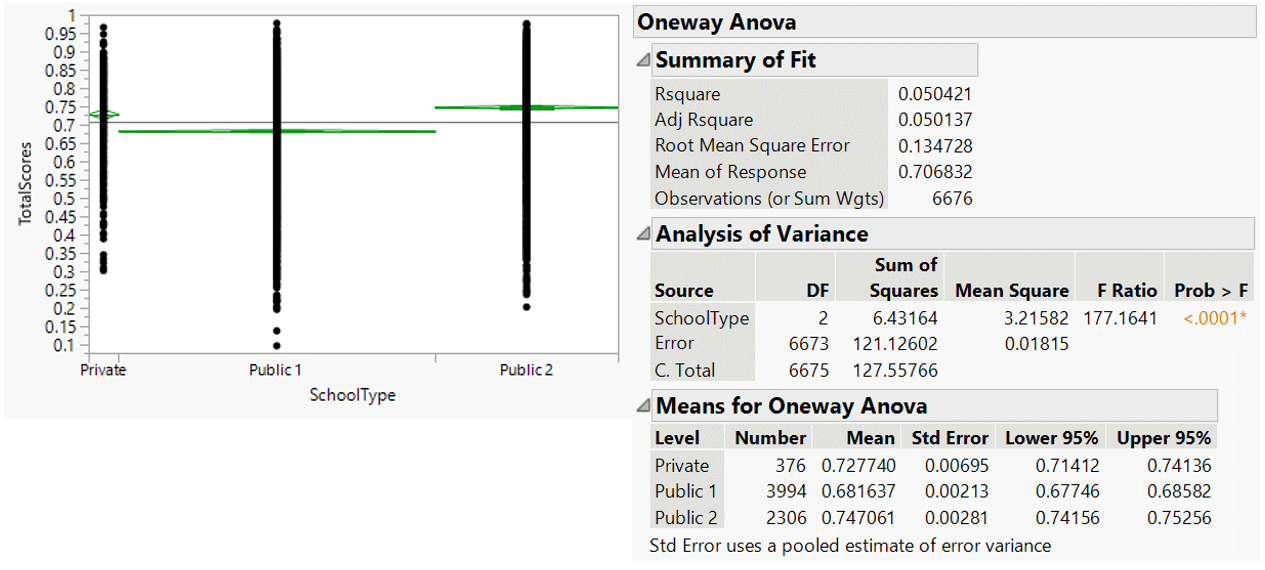 1
0.95
0.9
0.85
0.8
0.75
0.7
0.65
0.6
0.55
0.5
0.45
0.4
0.35
0.3
0.25
0.2
0.15
0.1
TotalScores
Private Public 1 Public 2
SchoolType
Oneway Anova
Summary of Fit
Rsquare 0.050421
Adj Rsquare 0.050137
Root Mean Square Error 0.134728
Mean of Response 0.706832
Observations (or Sum Wgts) 6676
Analysis of Variance
Sum of
Source DF Squares Mean Square F Ratio Prob > F
SchoolType 2 6.43164 3.21582 177.1641 <.0001*
Error 6673 121.12602 0.01815
C. Total 6675 127.55766
Means for Oneway Anova
Level Number Mean Std Error Lower 95% Upper 95%
Private 376 0.727740 0.00695 0.71412 0.74136
Public 1 3994 0.681637 0.00213 0.67746 0.68582
Public 2 2306 0.747061 0.00281 0.74156 0.75256
Std Error uses a pooled estimate of error variance